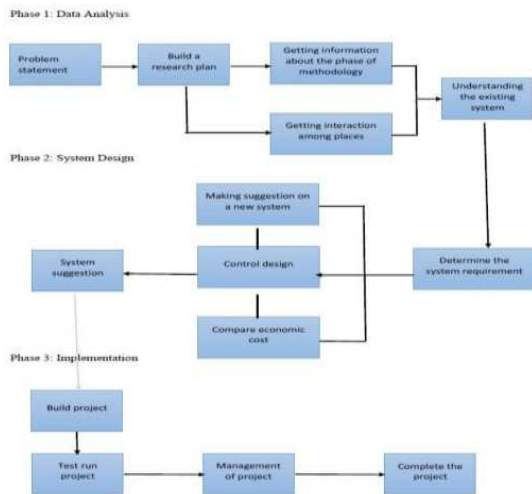 Phase 1: Data Analysis
Problem
statement
Build a
research plan
Getting information
about the phase of
methodology
Getting interaction
among places
Understanding
the existing
system
Phase 2: System Design
Making suggestion on
a new system
System
suggestion
Control design
Determine the
system requirement
Compare economic
cost
Phase 3: Implementation
Build project
Test run
project
Management
of project
Complete the
project